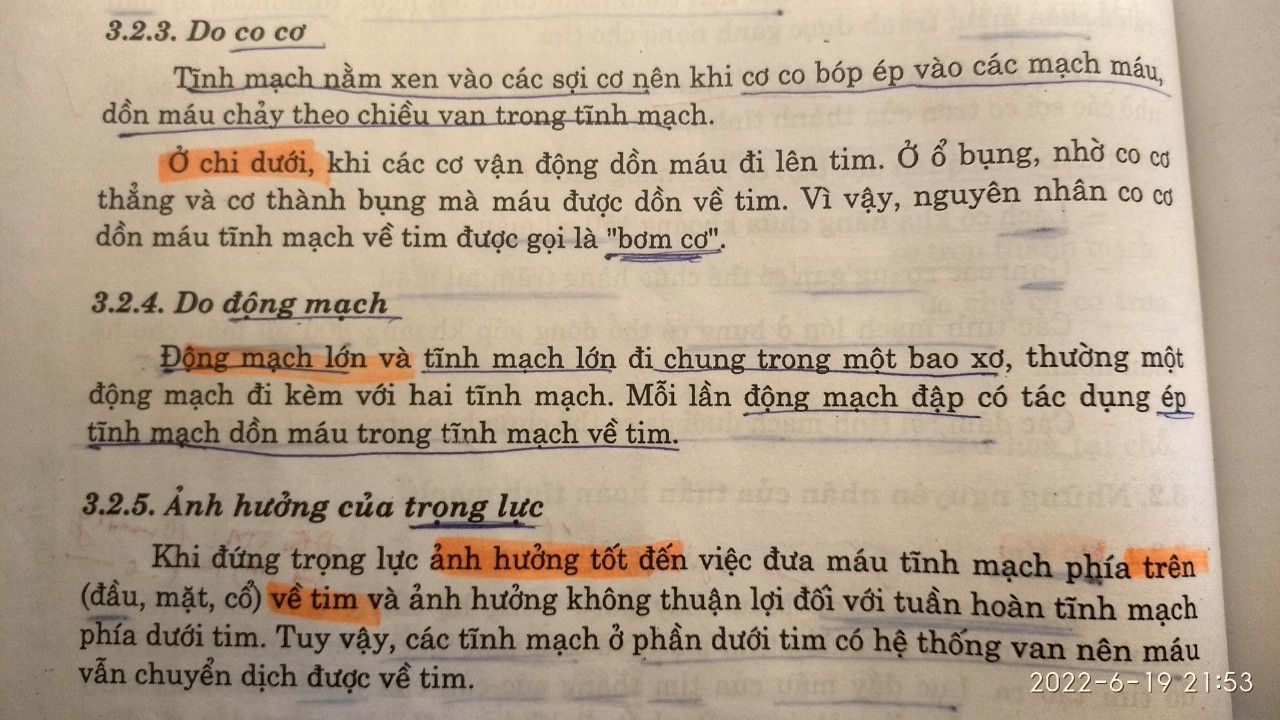 3.2.3. Do co cơ
Tĩnh mạch nằm xen vào các sợi cơ nên khi cơ co bóp ép vào các mạch máu,
dồn máu chảy theo chiều van trong tĩnh mạch.
Ở chi dưới, khi các cơ vận động dồn máu đi lên tim. Ở ổ bụng, nhờ co cơ
thẳng và cơ thành bụng mà máu được dồn về tim. Vì vậy, nguyên nhân co cơ
dồn máu tĩnh mạch về tim được gọi là "bơm cơ".
3.2.4. Do động mạch
Động mạch lớn và tĩnh mạch lớn đi chung trong một bao xơ, thường một
động mạch đi kèm với hai tĩnh mạch. Mỗi lần động mạch đập có tác dụng ép
tĩnh mạch dồn máu trong tĩnh mạch về tim.
3.2.5. Ảnh hưởng của trọng lực
Khi đứng trọng lực ảnh hưởng tốt đến việc đưa máu tĩnh mạch phía trên
(đầu, mặt, cổ) về tim và ảnh hưởng không thuận lợi đối với tuần hoàn tĩnh mạch
phía dưới tim. Tuy vậy, các tĩnh mạch ở phần dưới tim có hệ thống van nên máu
vẫn chuyển dịch được về tim.
2022-6-19 21:53